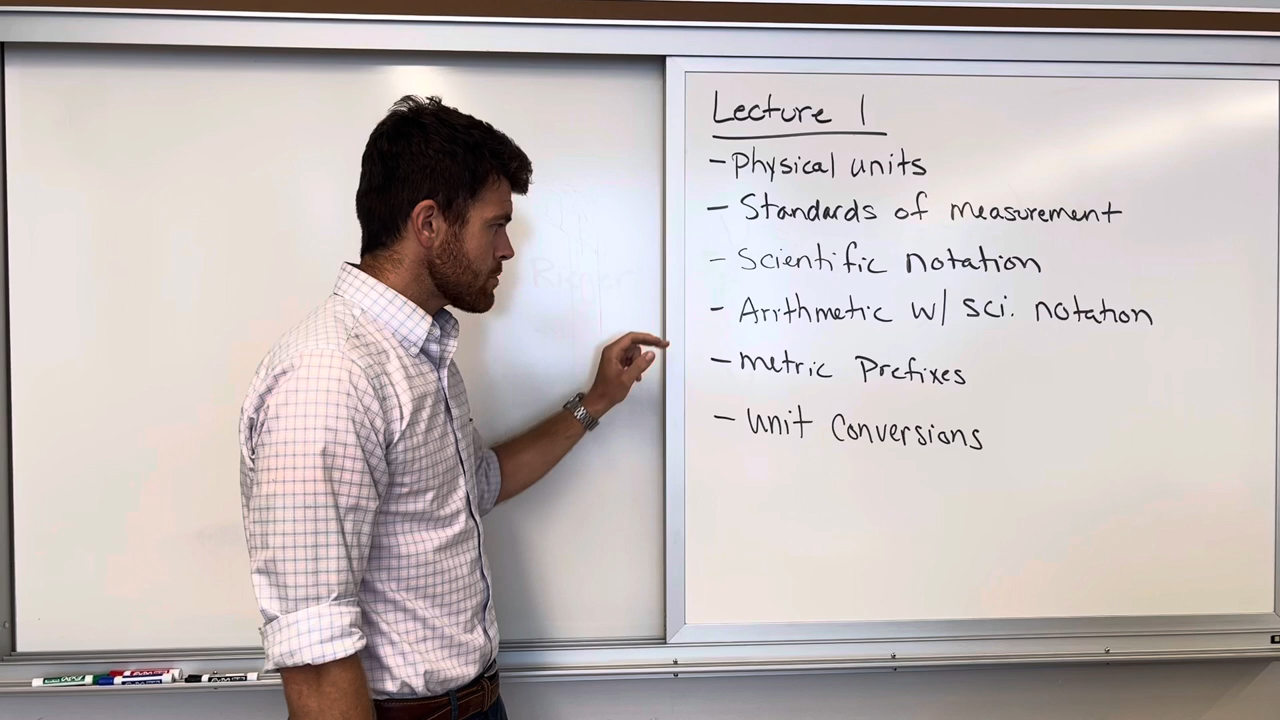 Lecture 1
- Physical units
- Standards of measurement
- Scientific notation
- Arithmetic w/ sci. notation
- metric Prefixes
- unit conversions